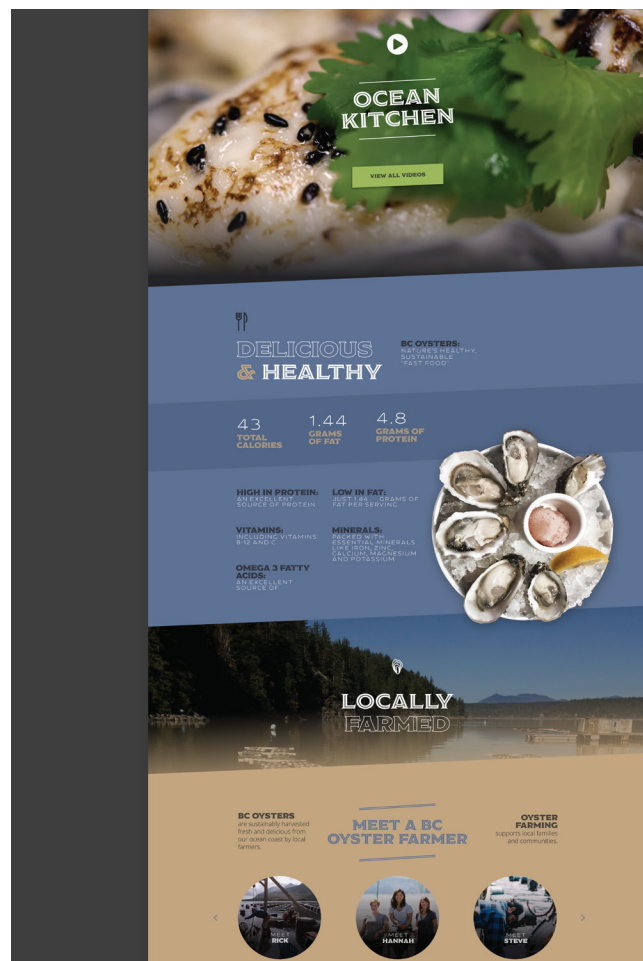 OCEAN
KITCHEN
VIEW ALL VIDEOS
DELICIOUS
& HEALTHY
BC OYSTERS:
NATURE'S HEALTHY,
SUSTAINABLE
"FAST FOOD"
43
TOTAL
CALORIES
1.44
GRAMS
OF FAT
4.8
GRAMS OF
PROTEIN
HIGH IN PROTEIN:
AN EXCELLENT
SOURCE OF PROTEIN
LOW IN FAT:
JUST 1.44 GRAMS OF
FAT PER SERVING
VITAMINS:
INCLUDING VITAMINS
B-12 AND C
MINERALS:
PACKED WITH
ESSENTIAL MINERALS
LIKE IRON, ZINC,
CALCIUM, MAGNESIUM
AND POTASSIUM
OMEGA 3 FATTY
ACIDS:
AN EXCELLENT
SOURCE OF
LOCALLY
FARMED
BC OYSTERS
are sustainably harvested
fresh and delicious from
our ocean coast by local
farmers.
MEET A BC
OYSTER FARMER
OYSTER
FARMING
supports local families
and communities.
MEET
RICK
MEET
HANNAH
MEET
STEVE